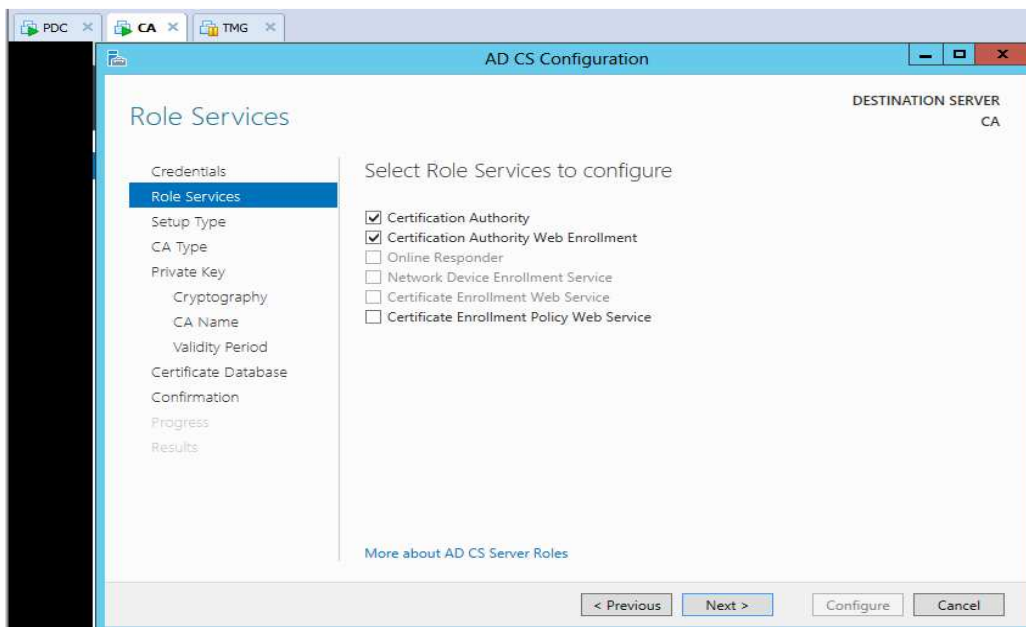 PDC CA TMG
AD CS Configuration
Role Services
DESTINATION SERVER
CA
Credentials
Role Services
Setup Type
CA Type
Private Key
Cryptography
CA Name
Validity Period
Certificate Database
Confirmation
Progress
Results
Select Role Services to configure
Certification Authority
Certification Authority Web Enrollment
Online Responder
Network Device Enrollment Service
Certificate Enrollment Web Service
Certificate Enrollment Policy Web Service
More about AD CS Server Roles
< Previous Next > Configure Cancel